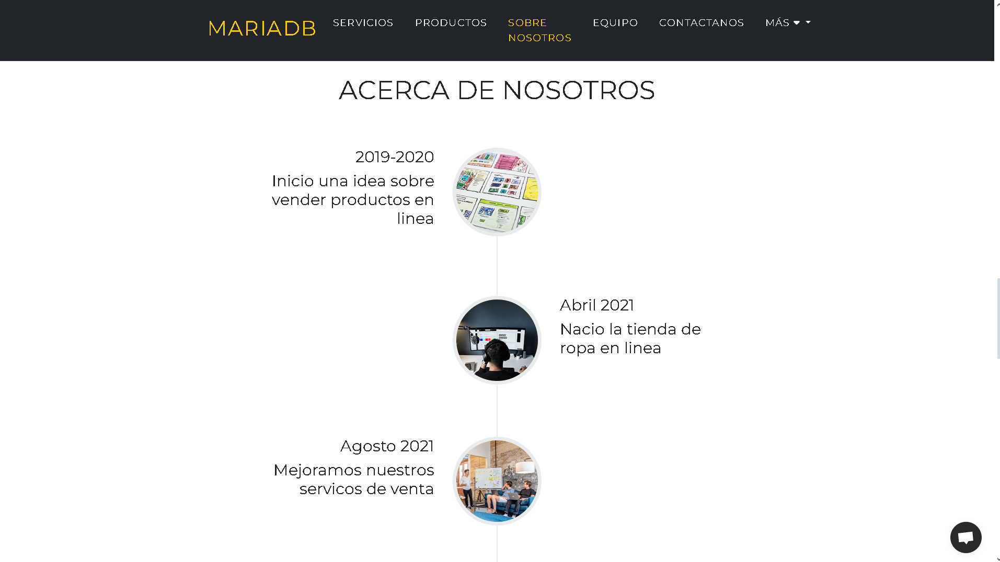 MARIADB
SERVICIOS
PRODUCTOS
SOBRE
NOSOTROS
EQUIPO
CONTACTANOS
MÁS
ACERCA DE NOSOTROS
2019-2020
Inicio una idea sobre
vender productos en
linea
Abril 2021
Nacio la tienda de
ropa en linea
Agosto 2021
Mejoramos nuestros
servicos de venta